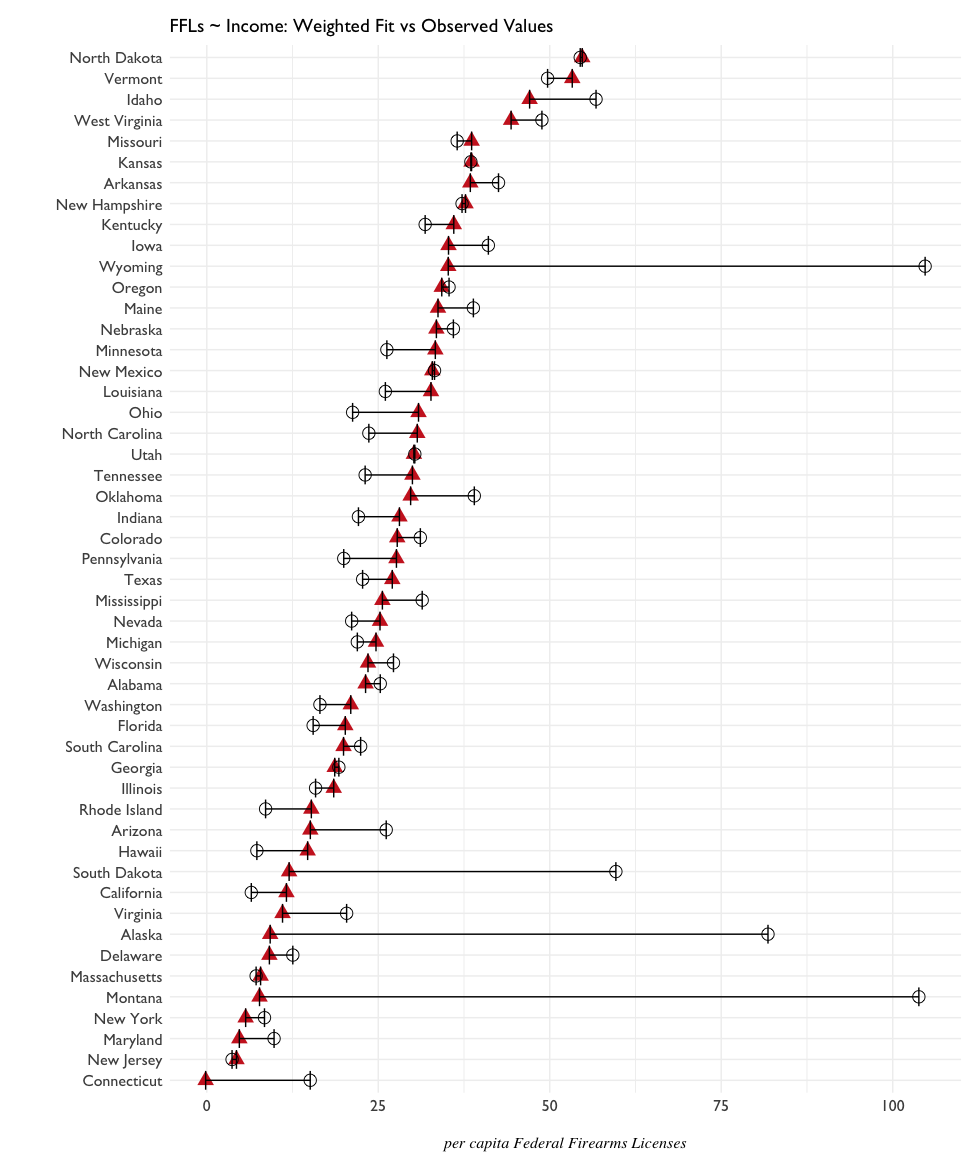 FFLs ~ Income: Weighted Fit vs Observed Values
North Dakota
Vermont
Idaho
West Virginia
Missouri
Kansas
Arkansas
New Hampshire
Kentucky
Iowa
Wyoming
Oregon
Maine
Nebraska
Minnesota
New Mexico
Louisiana
Ohio
North Carolina
Utah
Tennessee
Oklahoma
Indiana
Colorado
Pennsylvania
Texas
Mississippi
Nevada
Michigan
Wisconsin
Alabama
Washington
Florida
South Carolina
Georgia
Illinois
Rhode Island
Arizona
Hawaii
South Dakota
California
Virginia
Alaska
Delaware
Massachusetts
Montana
New York
Maryland
New Jersey
Connecticut
0 25 50 75 100
per capita Federal Firearms Licenses